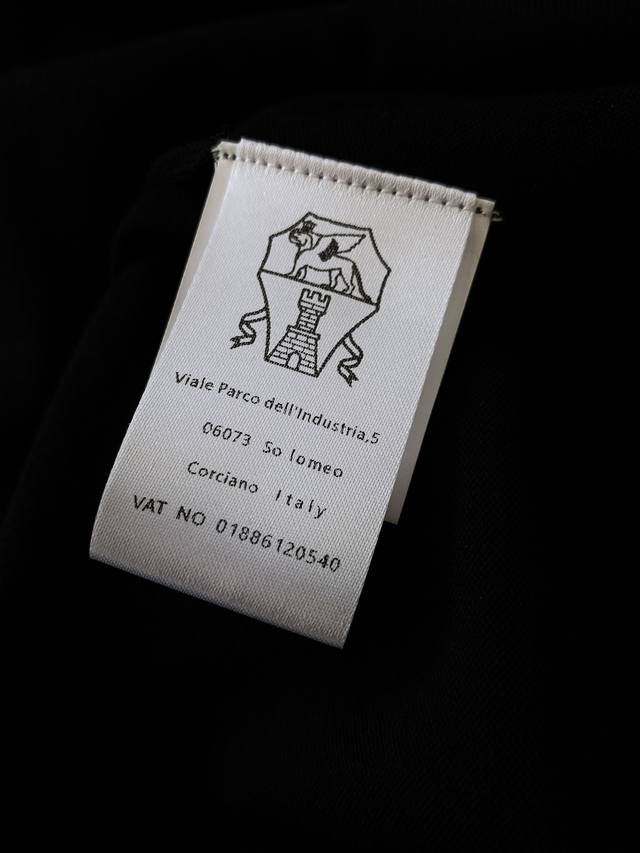 Viale Parco dell'Industria,5
06073 So lomeo
Corciano Italy
VAT NO 01886120540